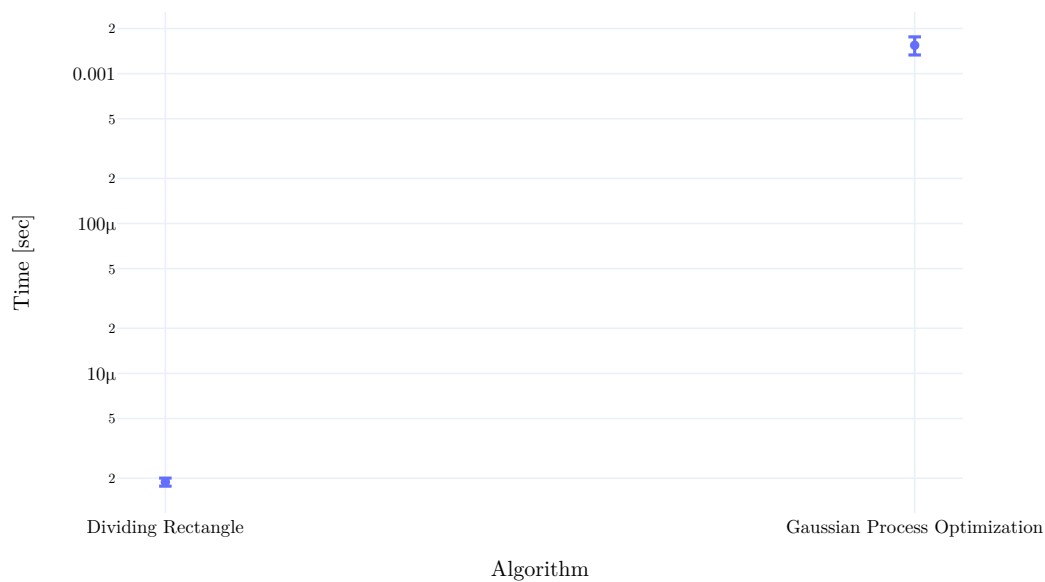 2
0.001
5
2
100μ
5
2
10μ
5
2
Time [sec]
Dividing Rectangle
Gaussian Process Optimization
Algorithm